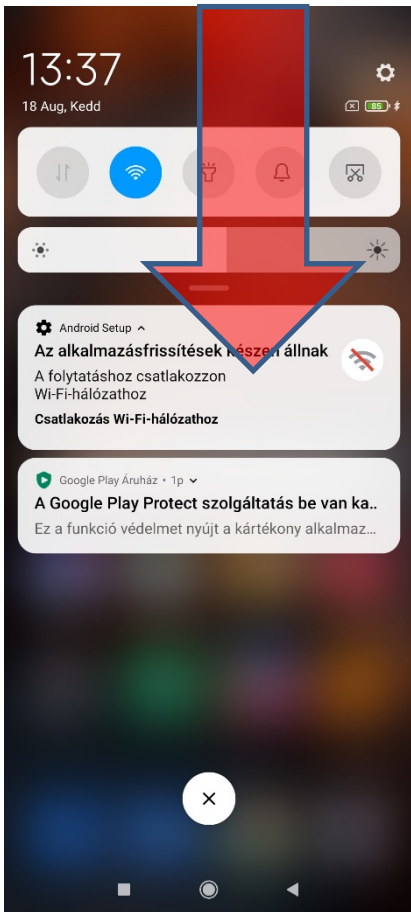 13:37
18 Aug, Kedd
85
Android Setup
Az alkalmazásfrissítések készen állnak
A folytatáshoz csatlakozzon
Wi-Fi-hálózathoz
Csatlakozás Wi-Fi-hálózathoz
Google Play Áruház • 1p
A Google Play Protect szolgáltatás be van ka..
Ez a funkció védelmet nyújt a kártékony alkalmaz...